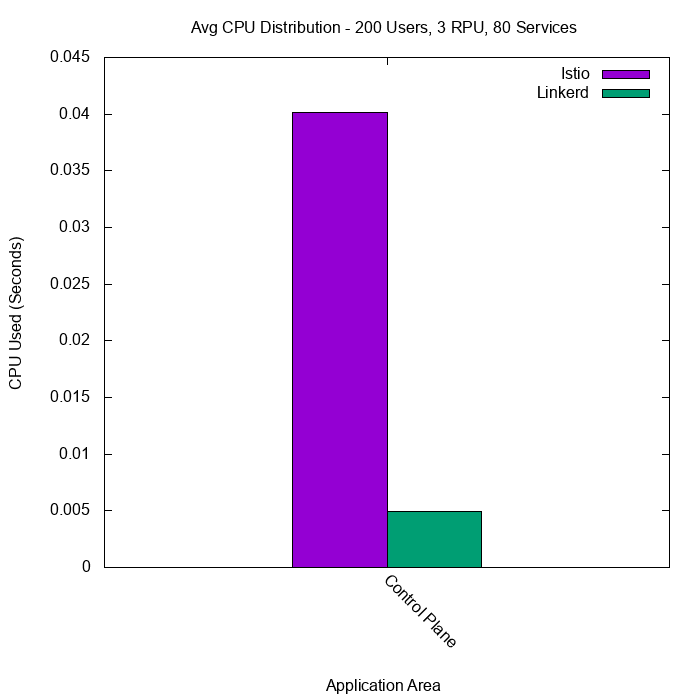 Avg CPU Distribution - 200 Users, 3 RPU, 80 Services
Istio
Linkerd
0.045
0.04
0.035
0.03
0.025
0.02
0.015
0.01
0.005
0
CPU Used (Seconds)
Control Plane
Application Area